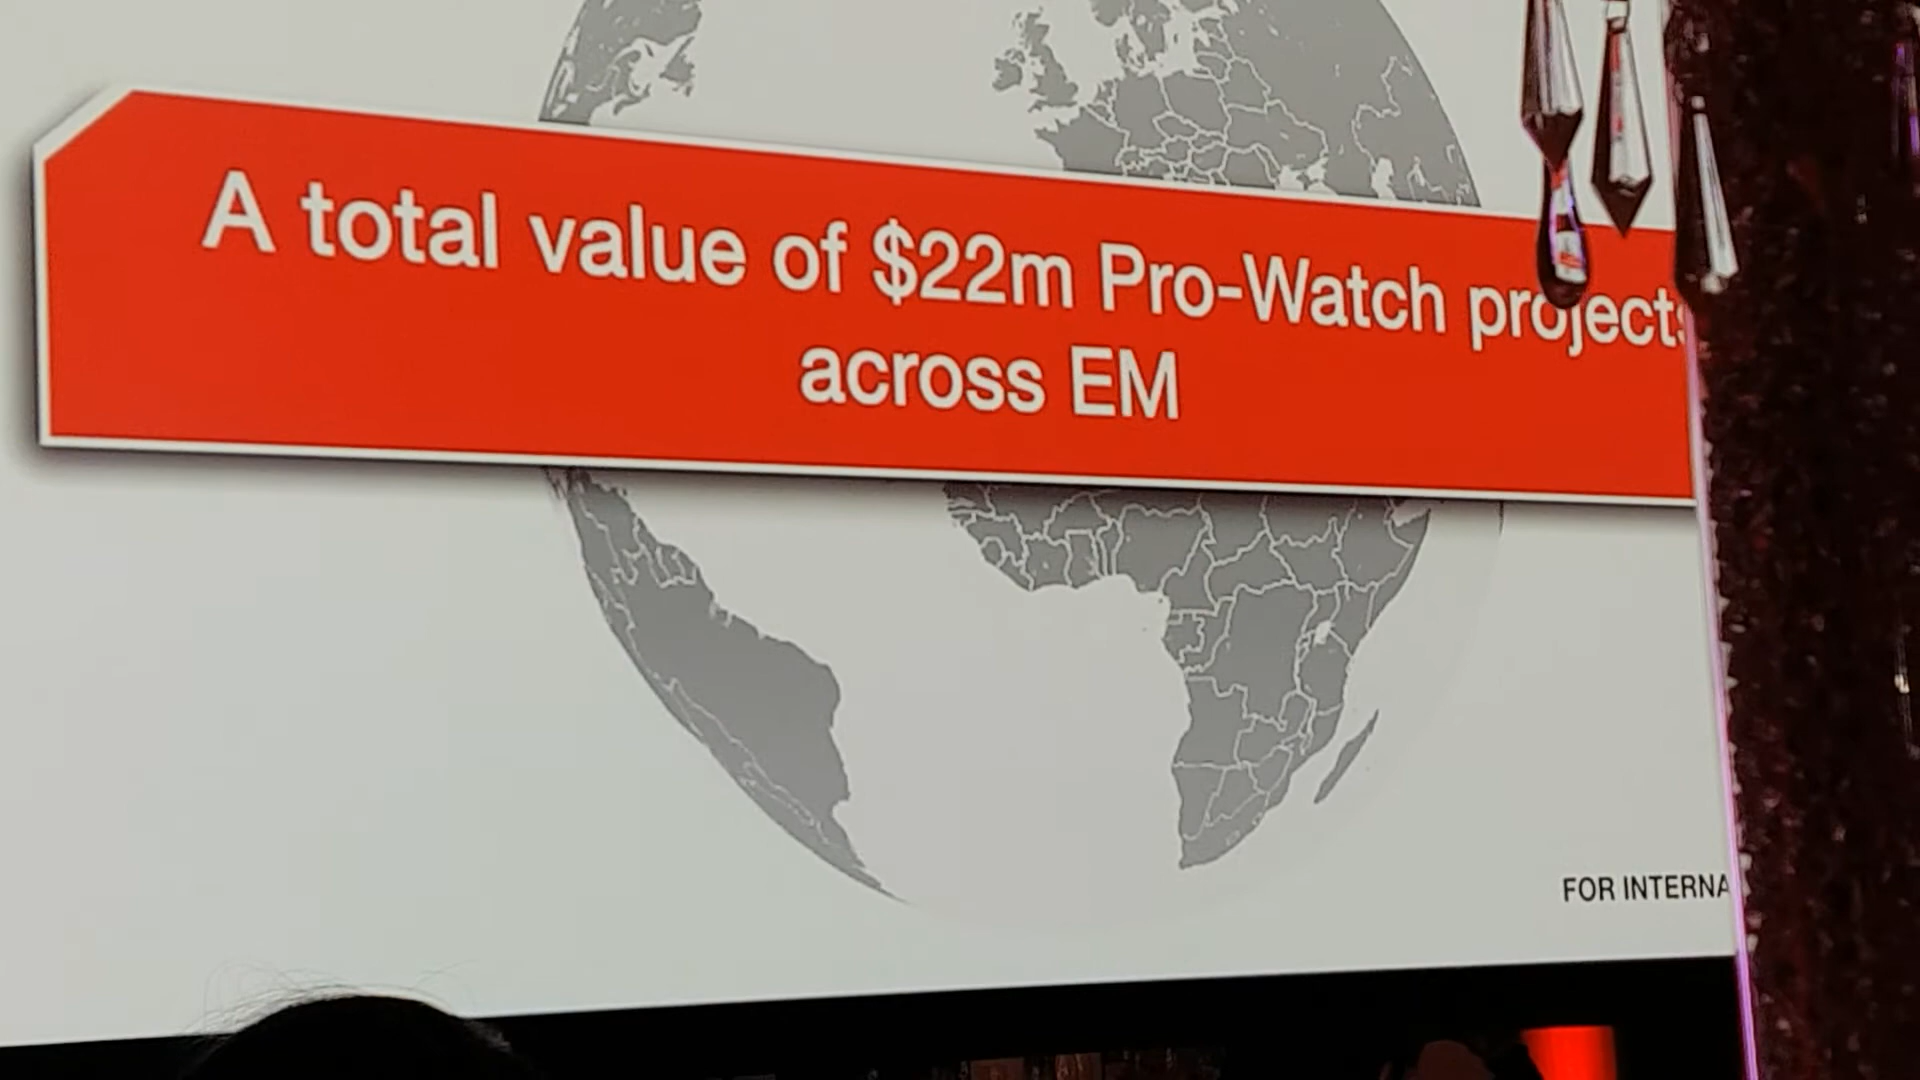 A total value of $22m Pro-Watch projects
across EM
FOR INTERNA